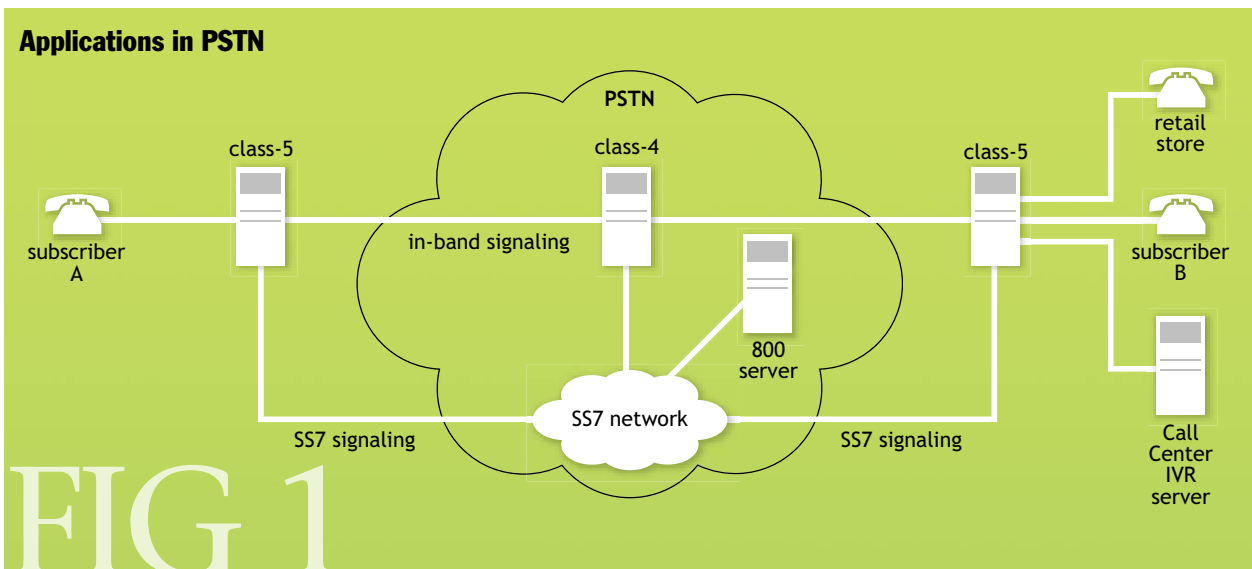 Applications in PSTN
PSTN
class-5
class-4
class-5
retail
store
subscriber
A
in-band signaling
subscriber
B
800
server
SS7 network
SS7 signaling
SS7 signaling
Call
Center
IVR
server
FIG 1